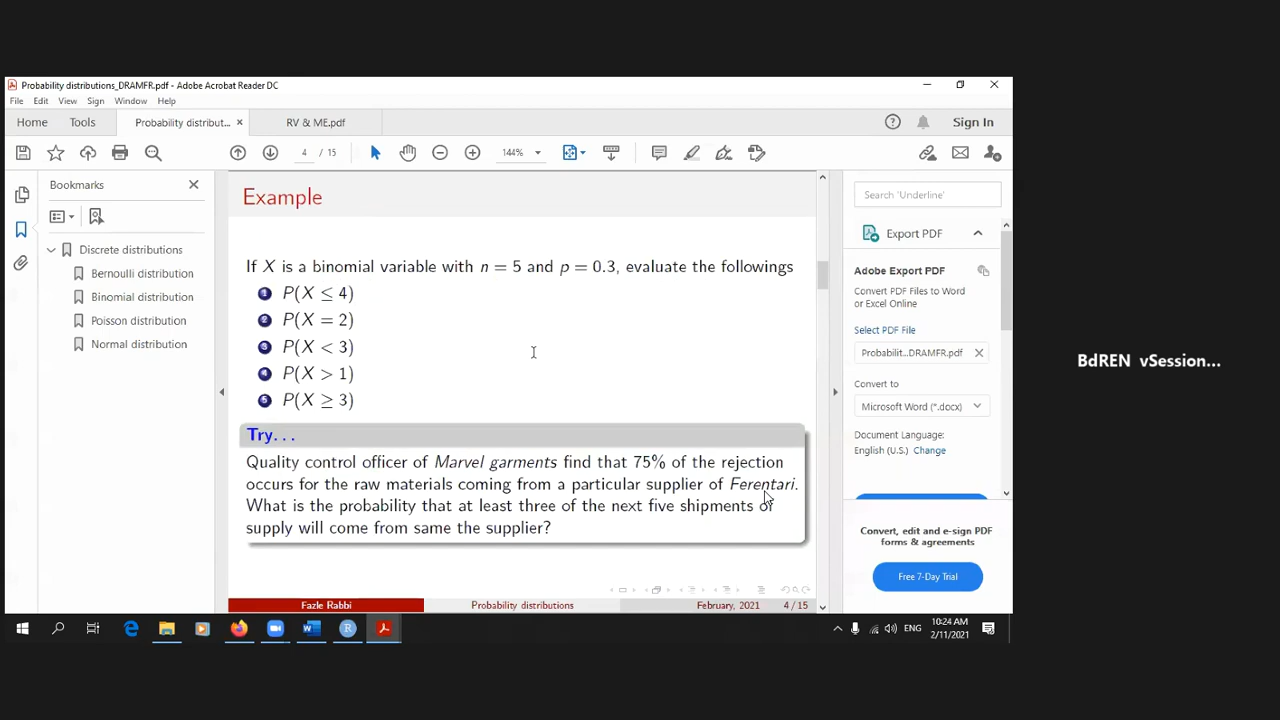 Probability distributions_DRAMFR.pdf - Adobe Acrobat Reader DC
File Edit View Sign Window Help
Home Tools Probability distribut... × RV & ME.pdf Sign In
4 / 15 144%
Bookmarks
Search 'Underline'
Discrete distributions
Bernoulli distribution
Binomial distribution
Poisson distribution
Normal distribution
Example
If X is a binomial variable with n = 5 and p = 0.3, evaluate the followings
1 P(X ≤ 4)
2 P(X = 2)
3 P(X < 3)
4 P(X > 1)
5 P(X ≥ 3)
Try...
Quality control officer of Marvel garments find that 75% of the rejection
occurs for the raw materials coming from a particular supplier of Ferentari.
What is the probability that at least three of the next five shipments of
supply will come from same the supplier?
Fazle Rabbi Probability distributions February, 2021 4 / 15
Export PDF
Adobe Export PDF
Convert PDF Files to Word
or Excel Online
Select PDF File
Probabilit...DRAMFR.pdf ×
Convert to
Microsoft Word (*.docx)
Document Language:
English (U.S.) Change
Convert, edit and e-sign PDF
forms & agreements
Free 7-Day Trial
BdREN vSession...
ENG
10:24 AM
2/11/2021